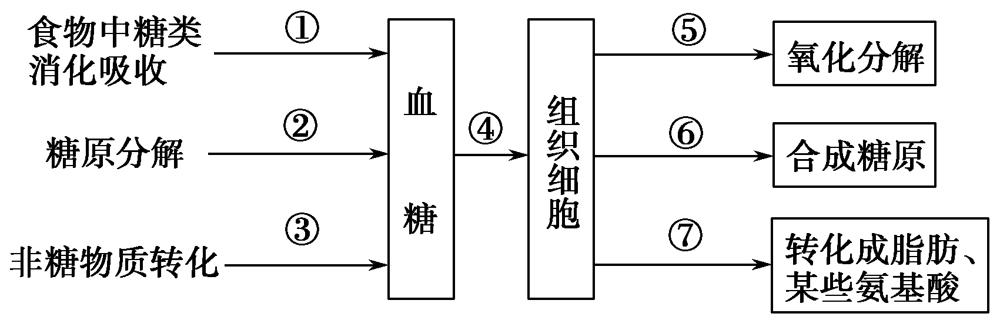 食物中糖类
消化吸收
①
糖原分解
②
非糖物质转化
③
血糖
④
组织细胞
⑤
氧化分解
⑥
合成糖原
⑦
转化成脂肪、
某些氨基酸